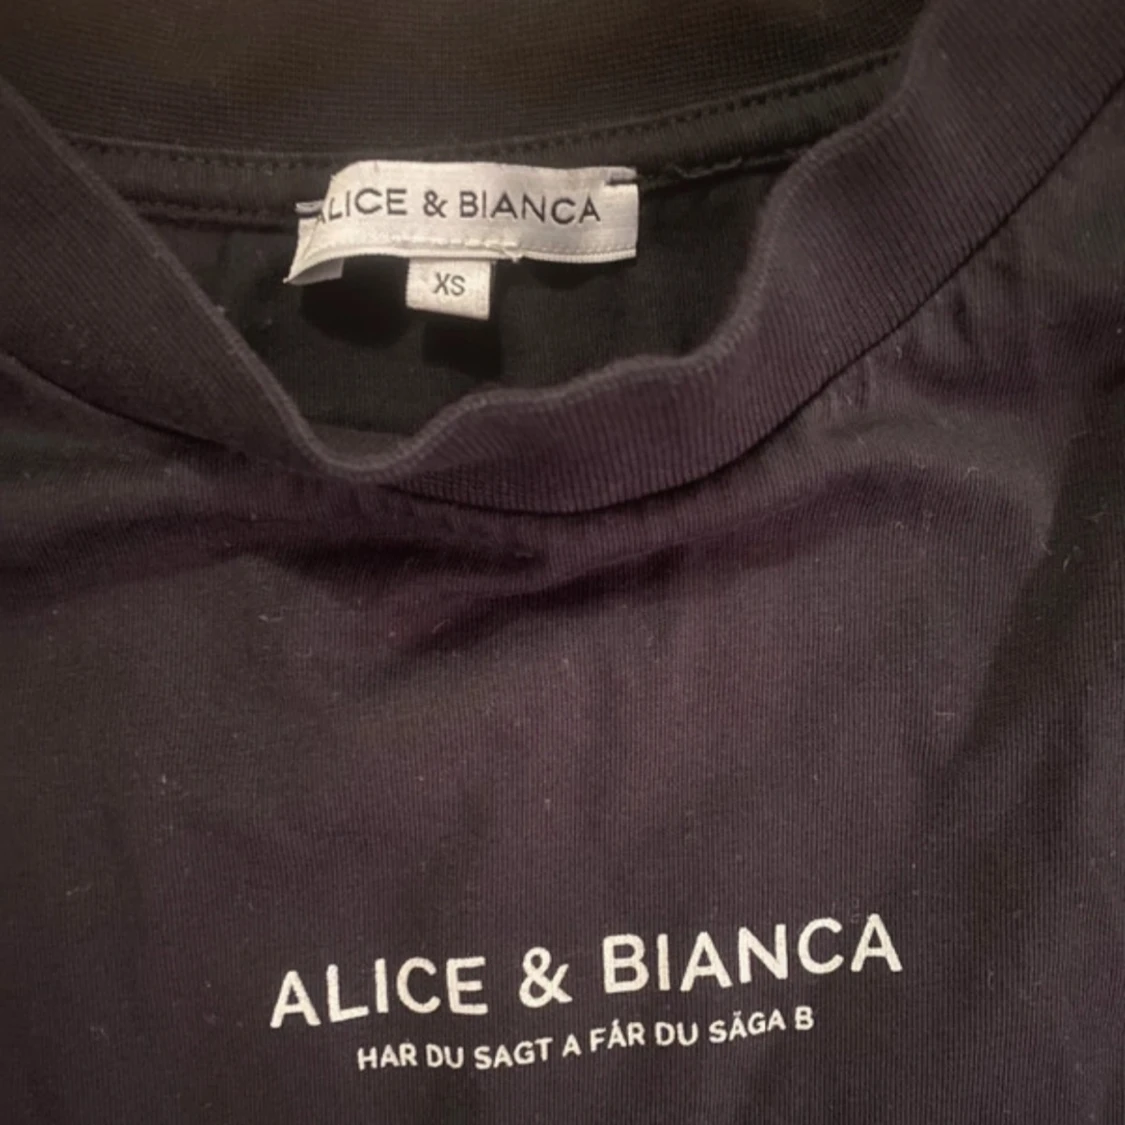 ALICE & BIANCA
XS
ALICE & BIANCA
HAR DU SAGT A FÅR DU SÄGA B